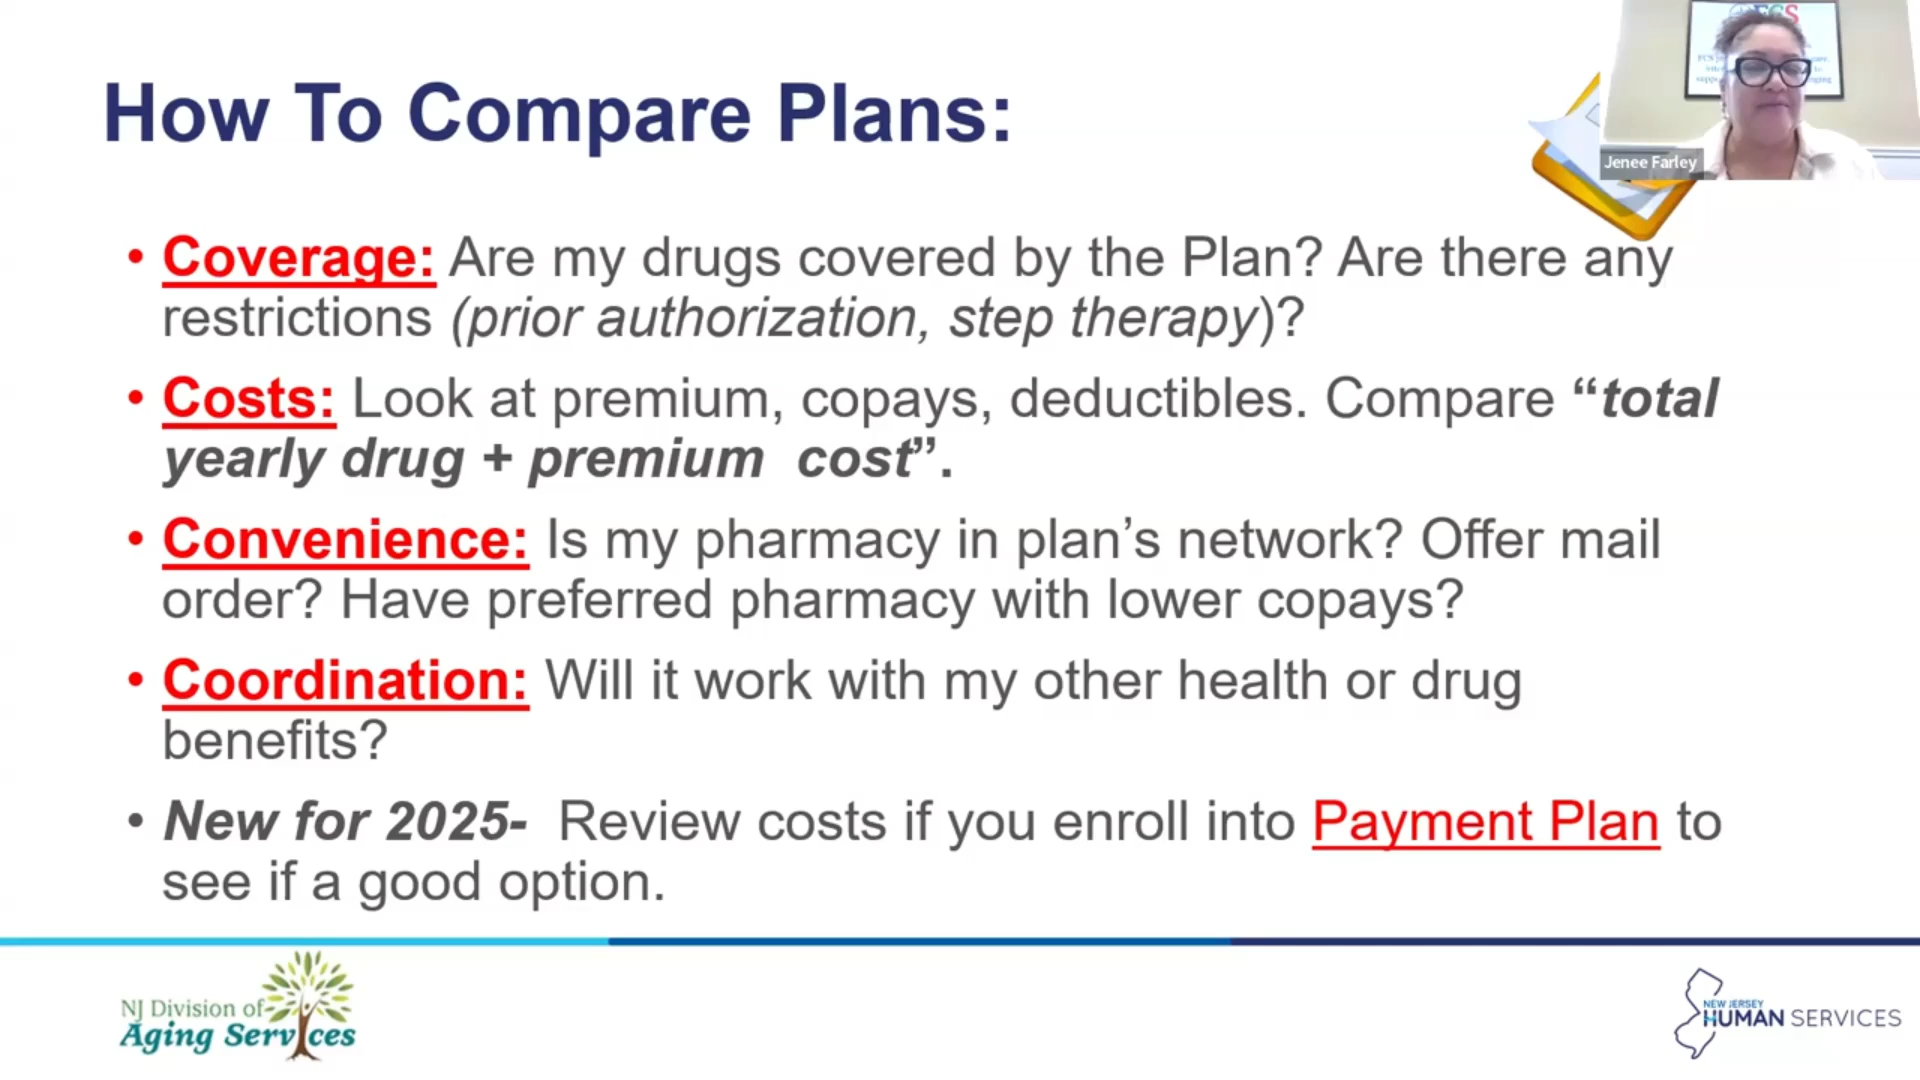 How To Compare Plans:
Jenee Farley
• Coverage: Are my drugs covered by the Plan? Are there any
restrictions (prior authorization, step therapy)?
• Costs: Look at premium, copays, deductibles. Compare “total
yearly drug + premium  cost”.
• Convenience: Is my pharmacy in plan’s network? Offer mail
order? Have preferred pharmacy with lower copays?
• Coordination: Will it work with my other health or drug
benefits?
• New for 2025-  Review costs if you enroll into Payment Plan to
see if a good option.
NJ Division of
Aging Services
NEW JERSEY
HUMAN SERVICES